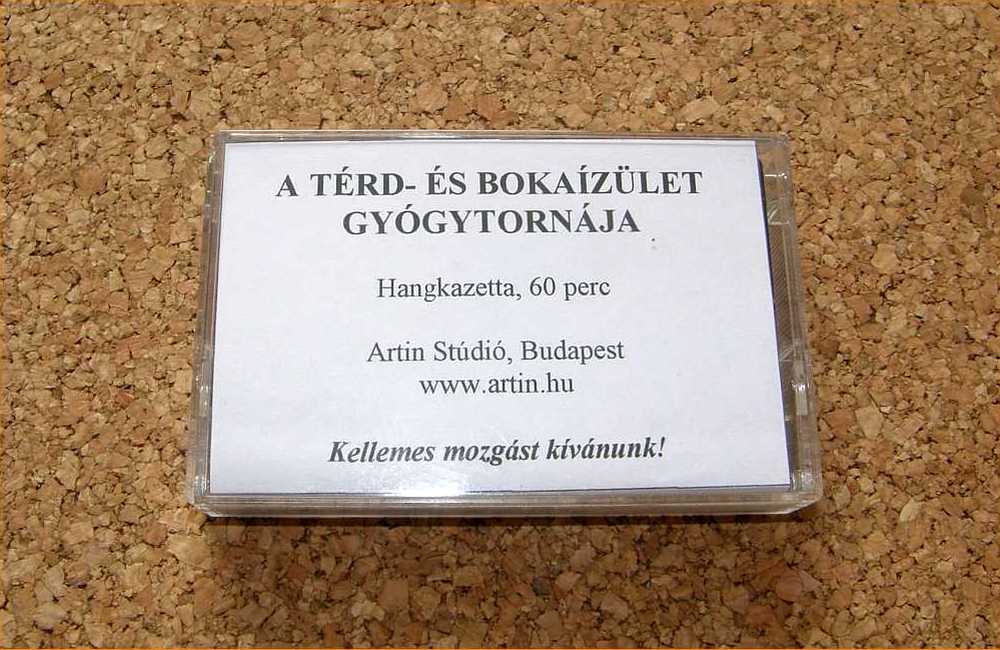 A TÉRD- ÉS BOKAÍZÜLET
GYÓGYTORNÁJA
Hangkazetta, 60 perc
Artin Stúdió, Budapest
www.artin.hu
Kellemes mozgást kívánunk!